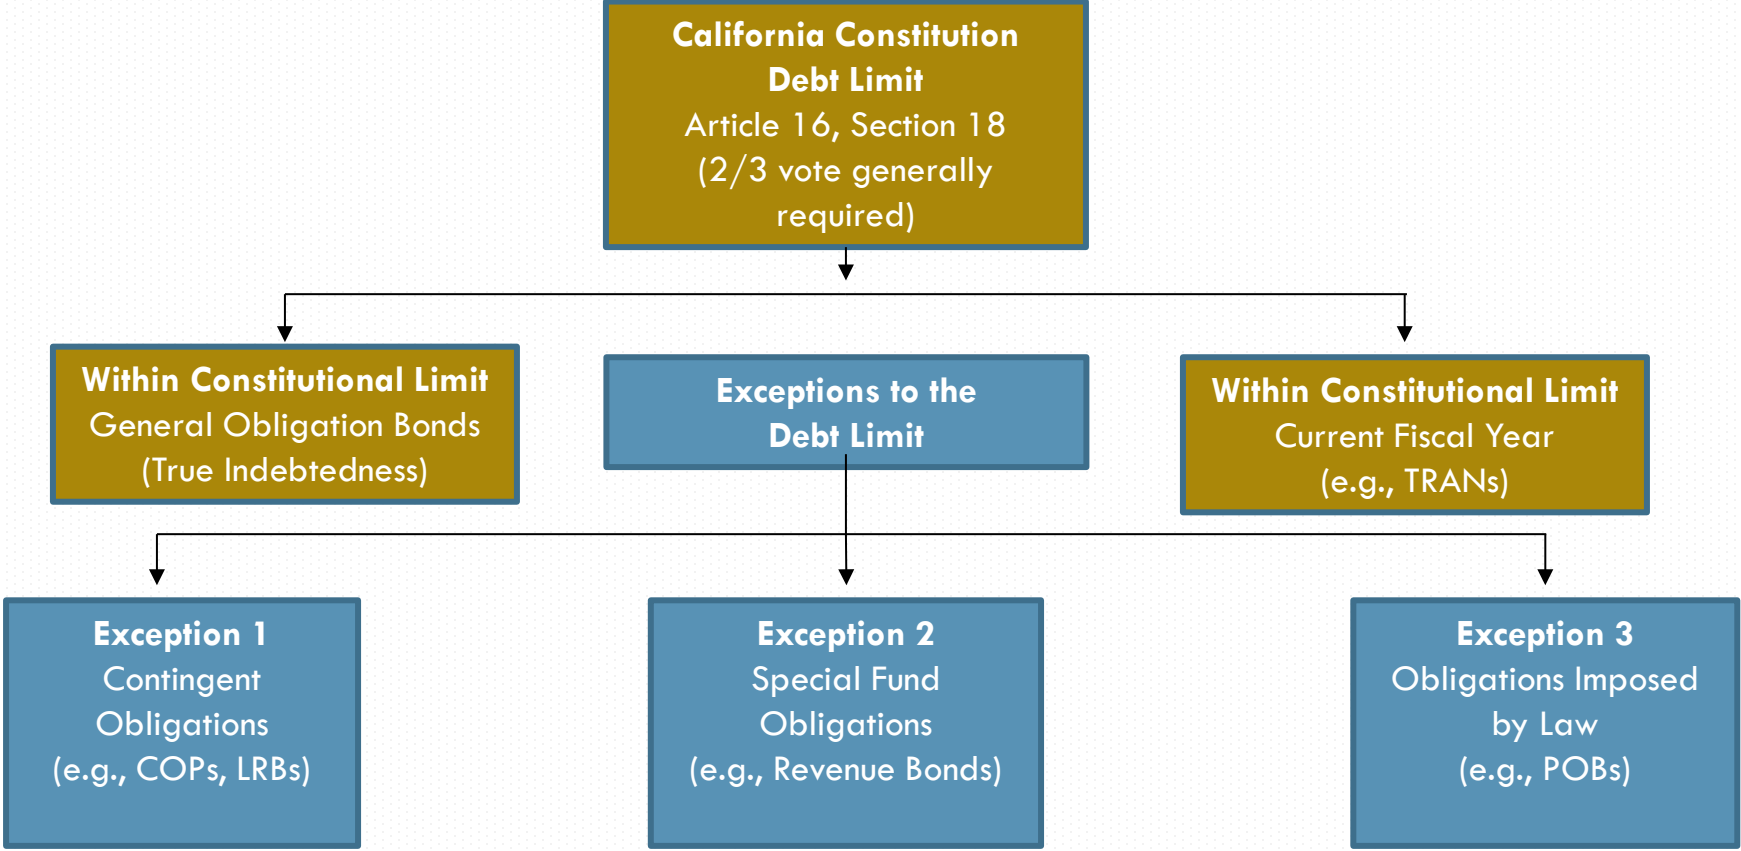 California Constitution
Debt Limit
Article 16, Section 18
(2/3 vote generally
required)
Within Constitutional Limit
General Obligation Bonds
(True Indebtedness)
Exceptions to the
Debt Limit
Within Constitutional Limit
Current Fiscal Year
(e.g., TRANs)
Exception 1
Contingent
Obligations
(e.g., COPs, LRBs)
Exception 2
Special Fund
Obligations
(e.g., Revenue Bonds)
Exception 3
Obligations Imposed
by Law
(e.g., POBs)